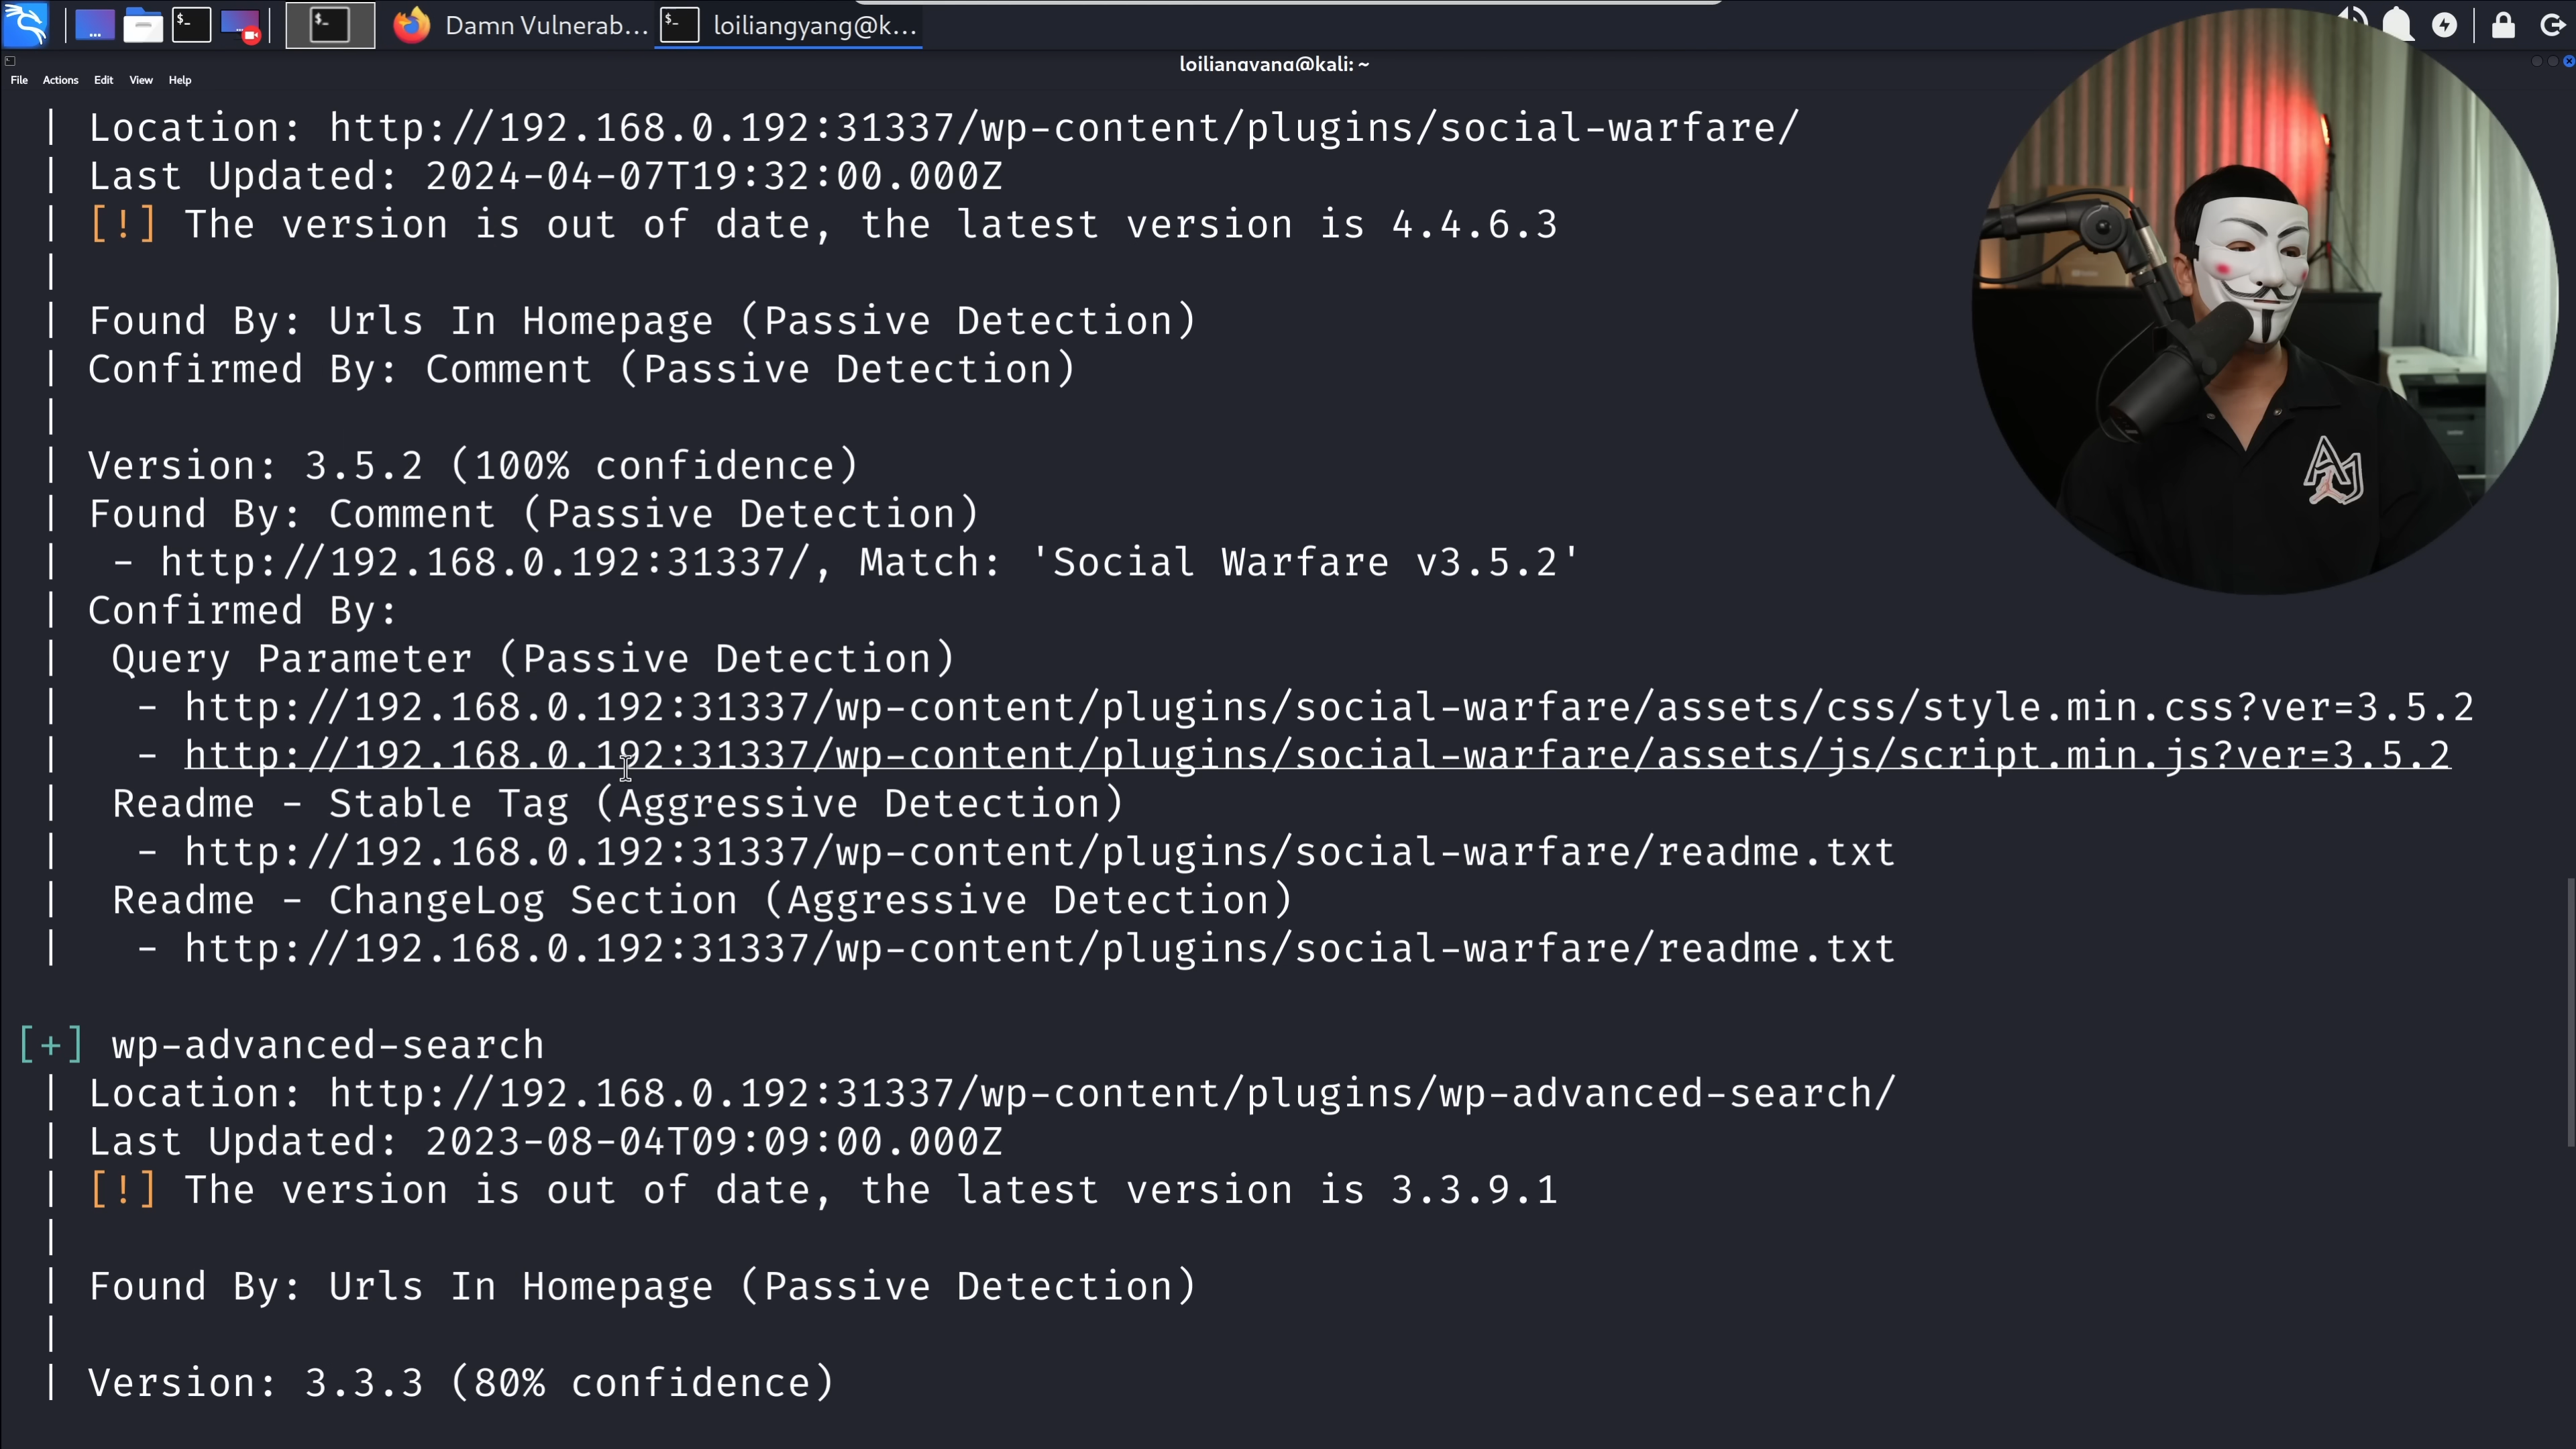 Damn Vulnerab...
loiliangyang@k...
loiliangyang@kali: ~
File Actions Edit View Help
| Location: http://192.168.0.192:31337/wp-content/plugins/social-warfare/
| Last Updated: 2024-04-07T19:32:00.000Z
| [!] The version is out of date, the latest version is 4.4.6.3
|
| Found By: Urls In Homepage (Passive Detection)
| Confirmed By: Comment (Passive Detection)
|
| Version: 3.5.2 (100% confidence)
| Found By: Comment (Passive Detection)
|  - http://192.168.0.192:31337/, Match: 'Social Warfare v3.5.2'
| Confirmed By:
|  Query Parameter (Passive Detection)
|   - http://192.168.0.192:31337/wp-content/plugins/social-warfare/assets/css/style.min.css?ver=3.5.2
|   - http://192.168.0.192:31337/wp-content/plugins/social-warfare/assets/js/script.min.js?ver=3.5.2
|  Readme - Stable Tag (Aggressive Detection)
|   - http://192.168.0.192:31337/wp-content/plugins/social-warfare/readme.txt
|  Readme - ChangeLog Section (Aggressive Detection)
|   - http://192.168.0.192:31337/wp-content/plugins/social-warfare/readme.txt
[+] wp-advanced-search
| Location: http://192.168.0.192:31337/wp-content/plugins/wp-advanced-search/
| Last Updated: 2023-08-04T09:09:00.000Z
| [!] The version is out of date, the latest version is 3.3.9.1
|
| Found By: Urls In Homepage (Passive Detection)
|
| Version: 3.3.3 (80% confidence)